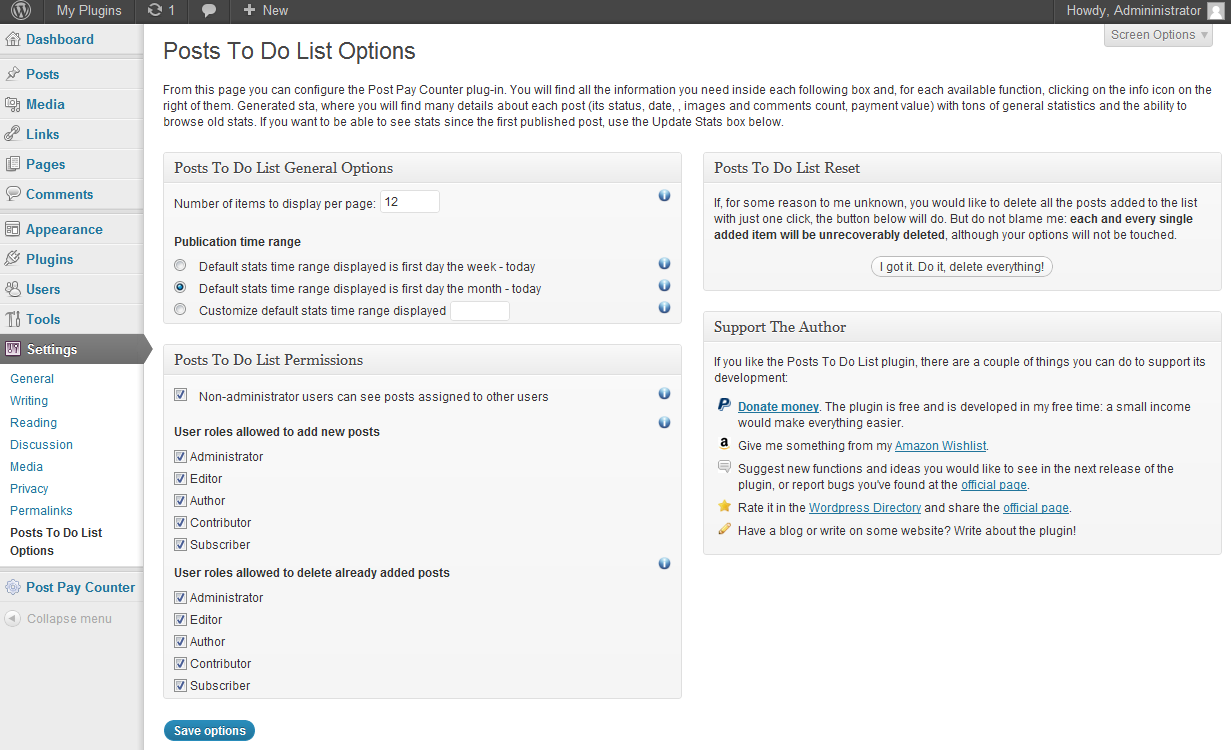 My Plugins 1 New Howdy, Admininistrator
Screen Options
Dashboard
Posts
Media
Links
Pages
Comments
Appearance
Plugins
Users
Tools
Settings
General
Writing
Reading
Discussion
Media
Privacy
Permalinks
Posts To Do List
Options
Post Pay Counter
Collapse menu
Posts To Do List Options
From this page you can configure the Post Pay Counter plug-in. You will find all the information you need inside each following box and, for each available function, clicking on the info icon on the
right of them. Generated sta, where you will find many details about each post (its status, date, , images and comments count, payment value) with tons of general statistics and the ability to
browse old stats. If you want to be able to see stats since the first published post, use the Update Stats box below.
Posts To Do List General Options
Number of items to display per page: 12
Publication time range
Default stats time range displayed is first day the week - today
Default stats time range displayed is first day the month - today
Customize default stats time range displayed
Posts To Do List Permissions
Non-administrator users can see posts assigned to other users
User roles allowed to add new posts
Administrator
Editor
Author
Contributor
Subscriber
User roles allowed to delete already added posts
Administrator
Editor
Author
Contributor
Subscriber
Save options
Posts To Do List Reset
If, for some reason to me unknown, you would like to delete all the posts added to the list
with just one click, the button below will do. But do not blame me: each and every single
added item will be unrecoverably deleted, although your options will not be touched.
I got it. Do it, delete everything!
Support The Author
If you like the Posts To Do List plugin, there are a couple of things you can do to support its
development:
Donate money. The plugin is free and is developed in my free time: a small income
would make everything easier.
Give me something from my Amazon Wishlist.
Suggest new functions and ideas you would like to see in the next release of the
plugin, or report bugs you've found at the official page.
Rate it in the Wordpress Directory and share the official page.
Have a blog or write on some website? Write about the plugin!